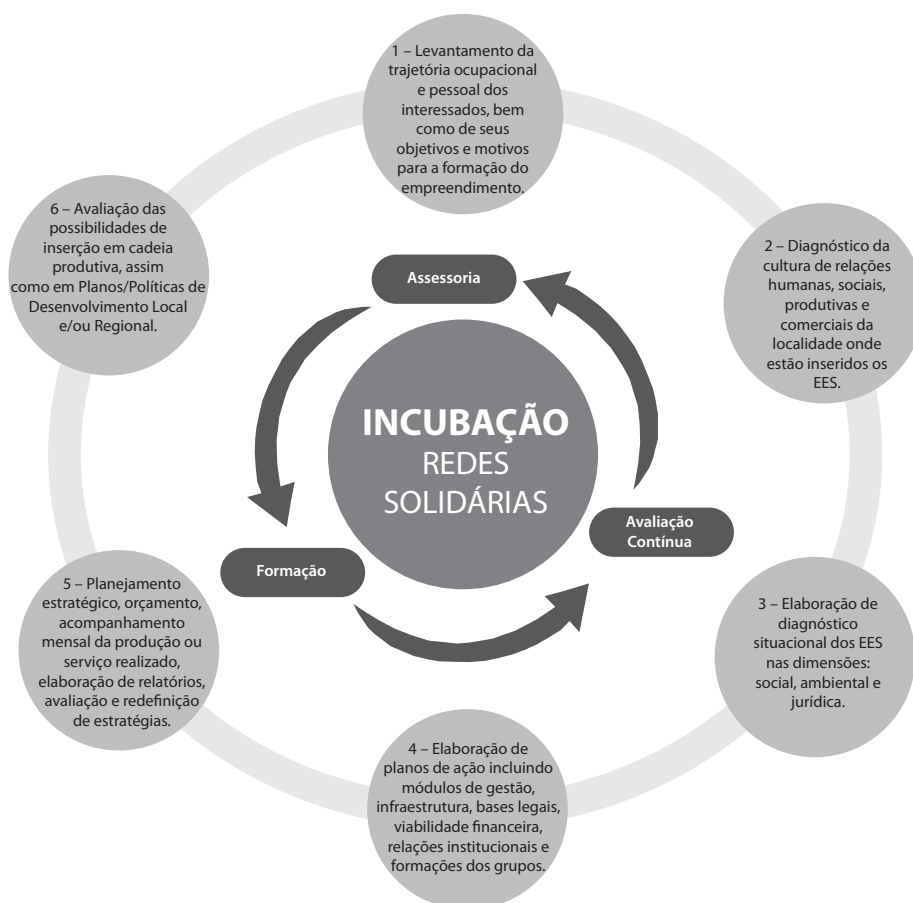 1 – Levantamento da
trajetória ocupacional
e pessoal dos
interessados, bem
como de seus
objetivos e motivos
para a formação do
empreendimento.
2 – Diagnóstico da
cultura de relações
humanas, sociais,
produtivas e
comerciais da
localidade onde
estão inseridos os
EES.
3 – Elaboração de
diagnóstico
situacional dos EES
nas dimensões:
social, ambiental e
jurídica.
4 – Elaboração de
planos de ação incluindo
módulos de gestão,
infraestrutura, bases legais,
viabilidade financeira,
relações institucionais e
formações dos grupos.
5 – Planejamento
estratégico, orçamento,
acompanhamento
mensal da produção ou
serviço realizado,
elaboração de relatórios,
avaliação e redefinição
de estratégias.
6 – Avaliação das
possibilidades de
inserção em cadeia
produtiva, assim
como em Planos/Políticas de
Desenvolvimento Local
e/ou Regional.
Assessoria
INCUBAÇÃO
REDES
SOLIDÁRIAS
Formação
Avaliação
Contínua